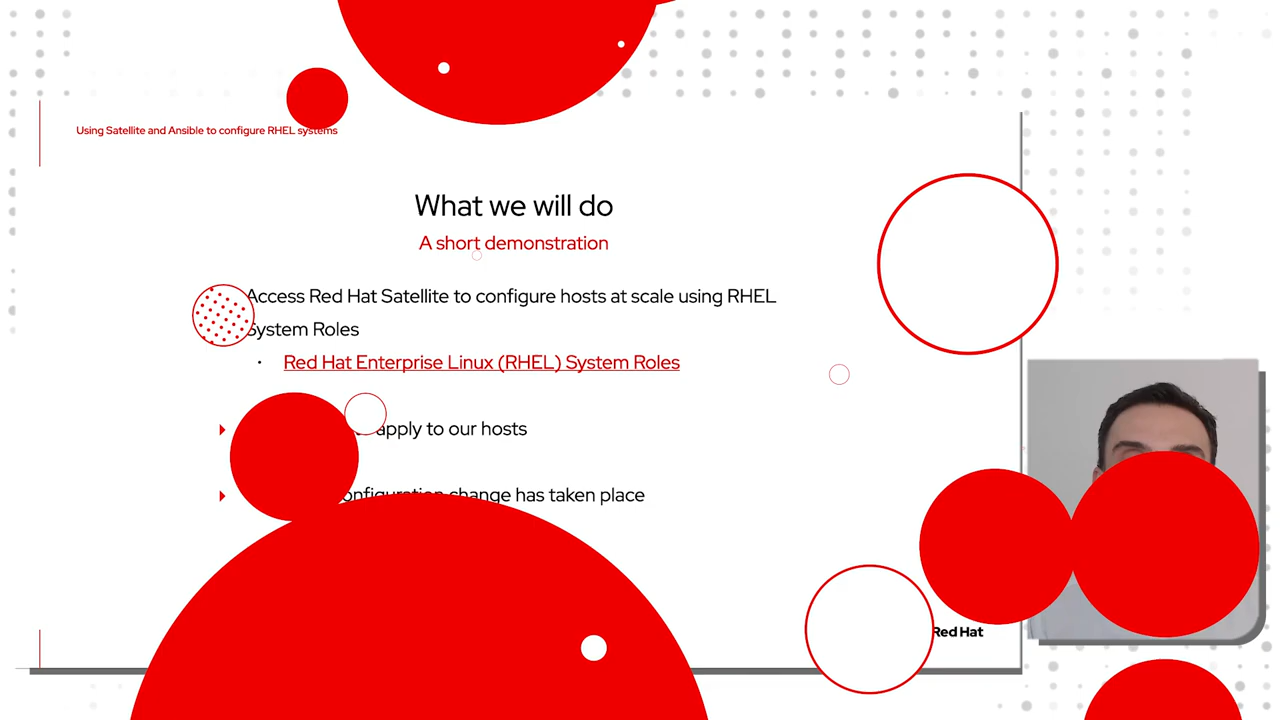 Using Satellite and Ansible to configure RHEL systems
What we will do
A short demonstration
Access Red Hat Satellite to configure hosts at scale using RHEL
System Roles
Red Hat Enterprise Linux (RHEL) System Roles
apply to our hosts
configuration change has taken place
Red Hat